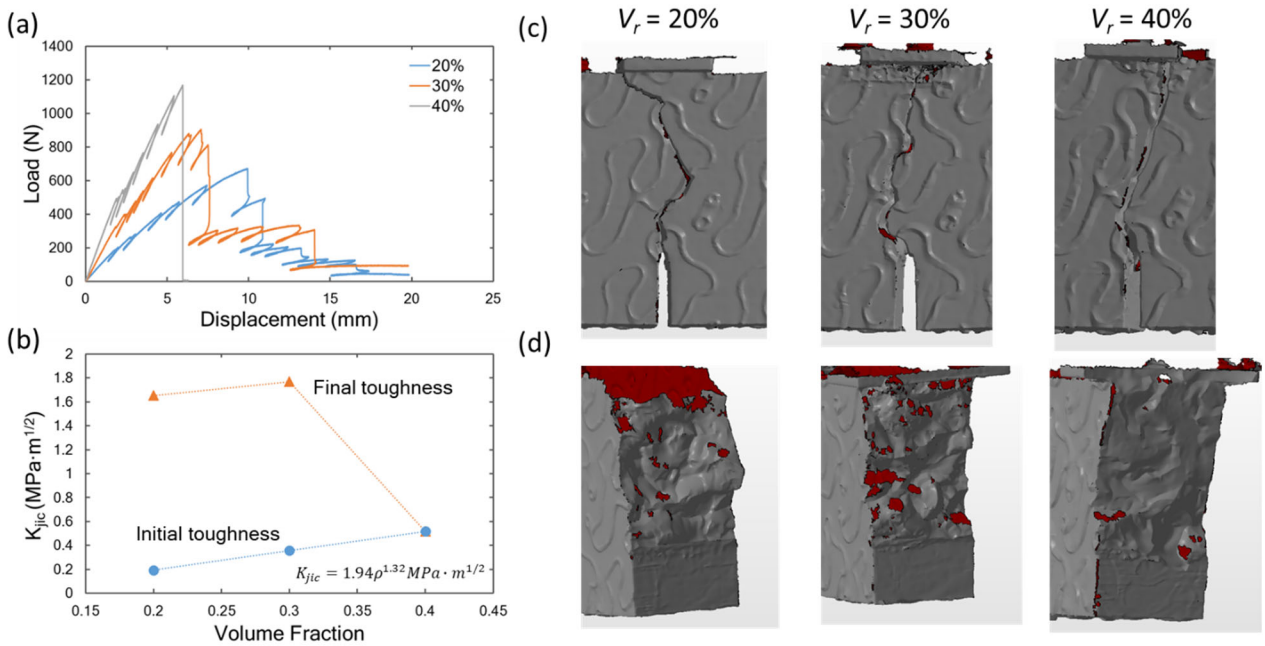 (a)
1400
1200
1000
800
600
400
200
0
Load (N)
20%
30%
40%
0 5 10 15 20 25
Displacement (mm)
(b)
2
1.8
1.6
1.4
1.2
1
0.8
0.6
0.4
0.2
0
K_jic (MPa·m^1/2)
Final toughness
Initial toughness
K_jic = 1.94ρ^1.32 MPa · m^1/2
0.15 0.2 0.25 0.3 0.35 0.4 0.45
Volume Fraction
(c)
V_r = 20% V_r = 30% V_r = 40%
(d)